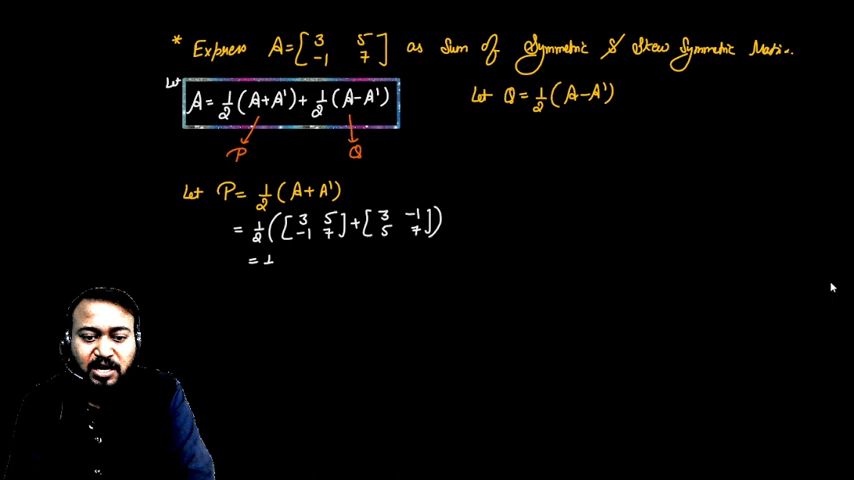 * Express A = [ 3 5 -1 7 ] as Sum of Symmetric & Skew Symmetric Matrix.
Let
A = 1/2 (A+A') + 1/2 (A-A')
P Q
Let Q = 1/2 (A-A')
Let P = 1/2 (A+A')
= 1/2 ( [ 3 5 -1 7 ] + [ 3 -1 5 7 ] )
= 1